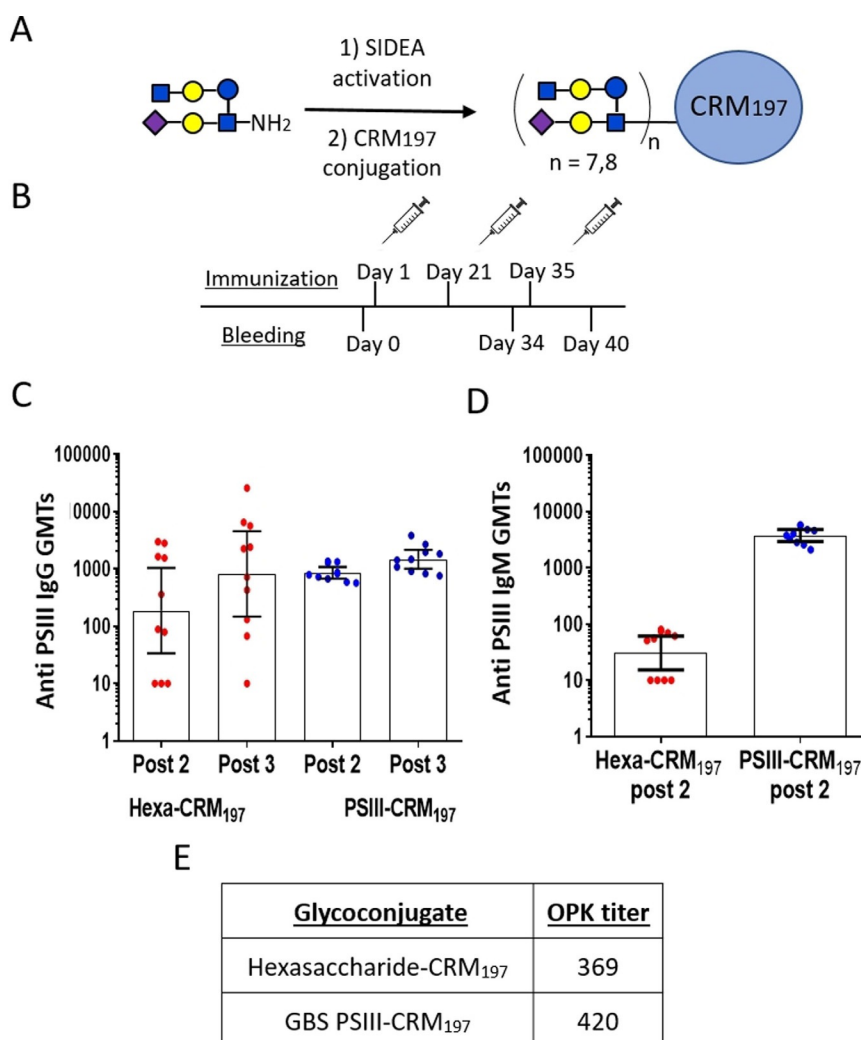 A
1) SIDEA
activation
2) CRM197
conjugation
NH2
n
n = 7,8
CRM197
B
Immunization
Day 1
Day 21
Day 35
Bleeding
Day 0
Day 34
Day 40
C
Anti PSIII IgG GMTs
100000
0000
1000
100
10
1
Post 2
Post 3
Post 2
Post 3
Hexa-CRM197
PSIII-CRM197
D
Anti PSIII IgM GMTs
100000
10000
1000
100
10
1
Hexa-CRM197
post 2
PSIII-CRM197
post 2
E
Glycoconjugate OPK titer
Hexasaccharide-CRM197 369
GBS PSIII-CRM197 420